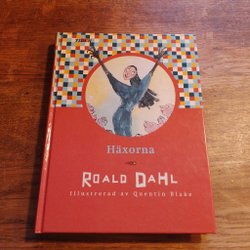 Häxorna
ROALD DAHL
Illustrerad av Quentin Blake